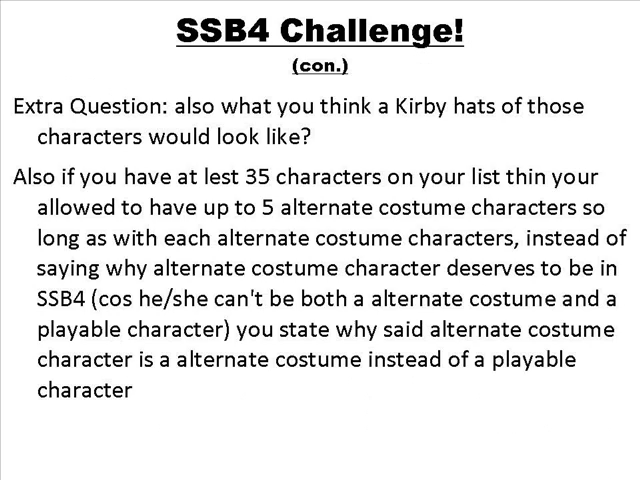 SSB4 Challenge!
(con.)
Extra Question: also what you think a Kirby hats of those
characters would look like?
Also if you have at lest 35 characters on your list thin your
allowed to have up to 5 alternate costume characters so
long as with each alternate costume characters, instead of
saying why alternate costume character deserves to be in
SSB4 (cos he/she can't be both a alternate costume and a
playable character) you state why said alternate costume
character is a alternate costume instead of a playable
character